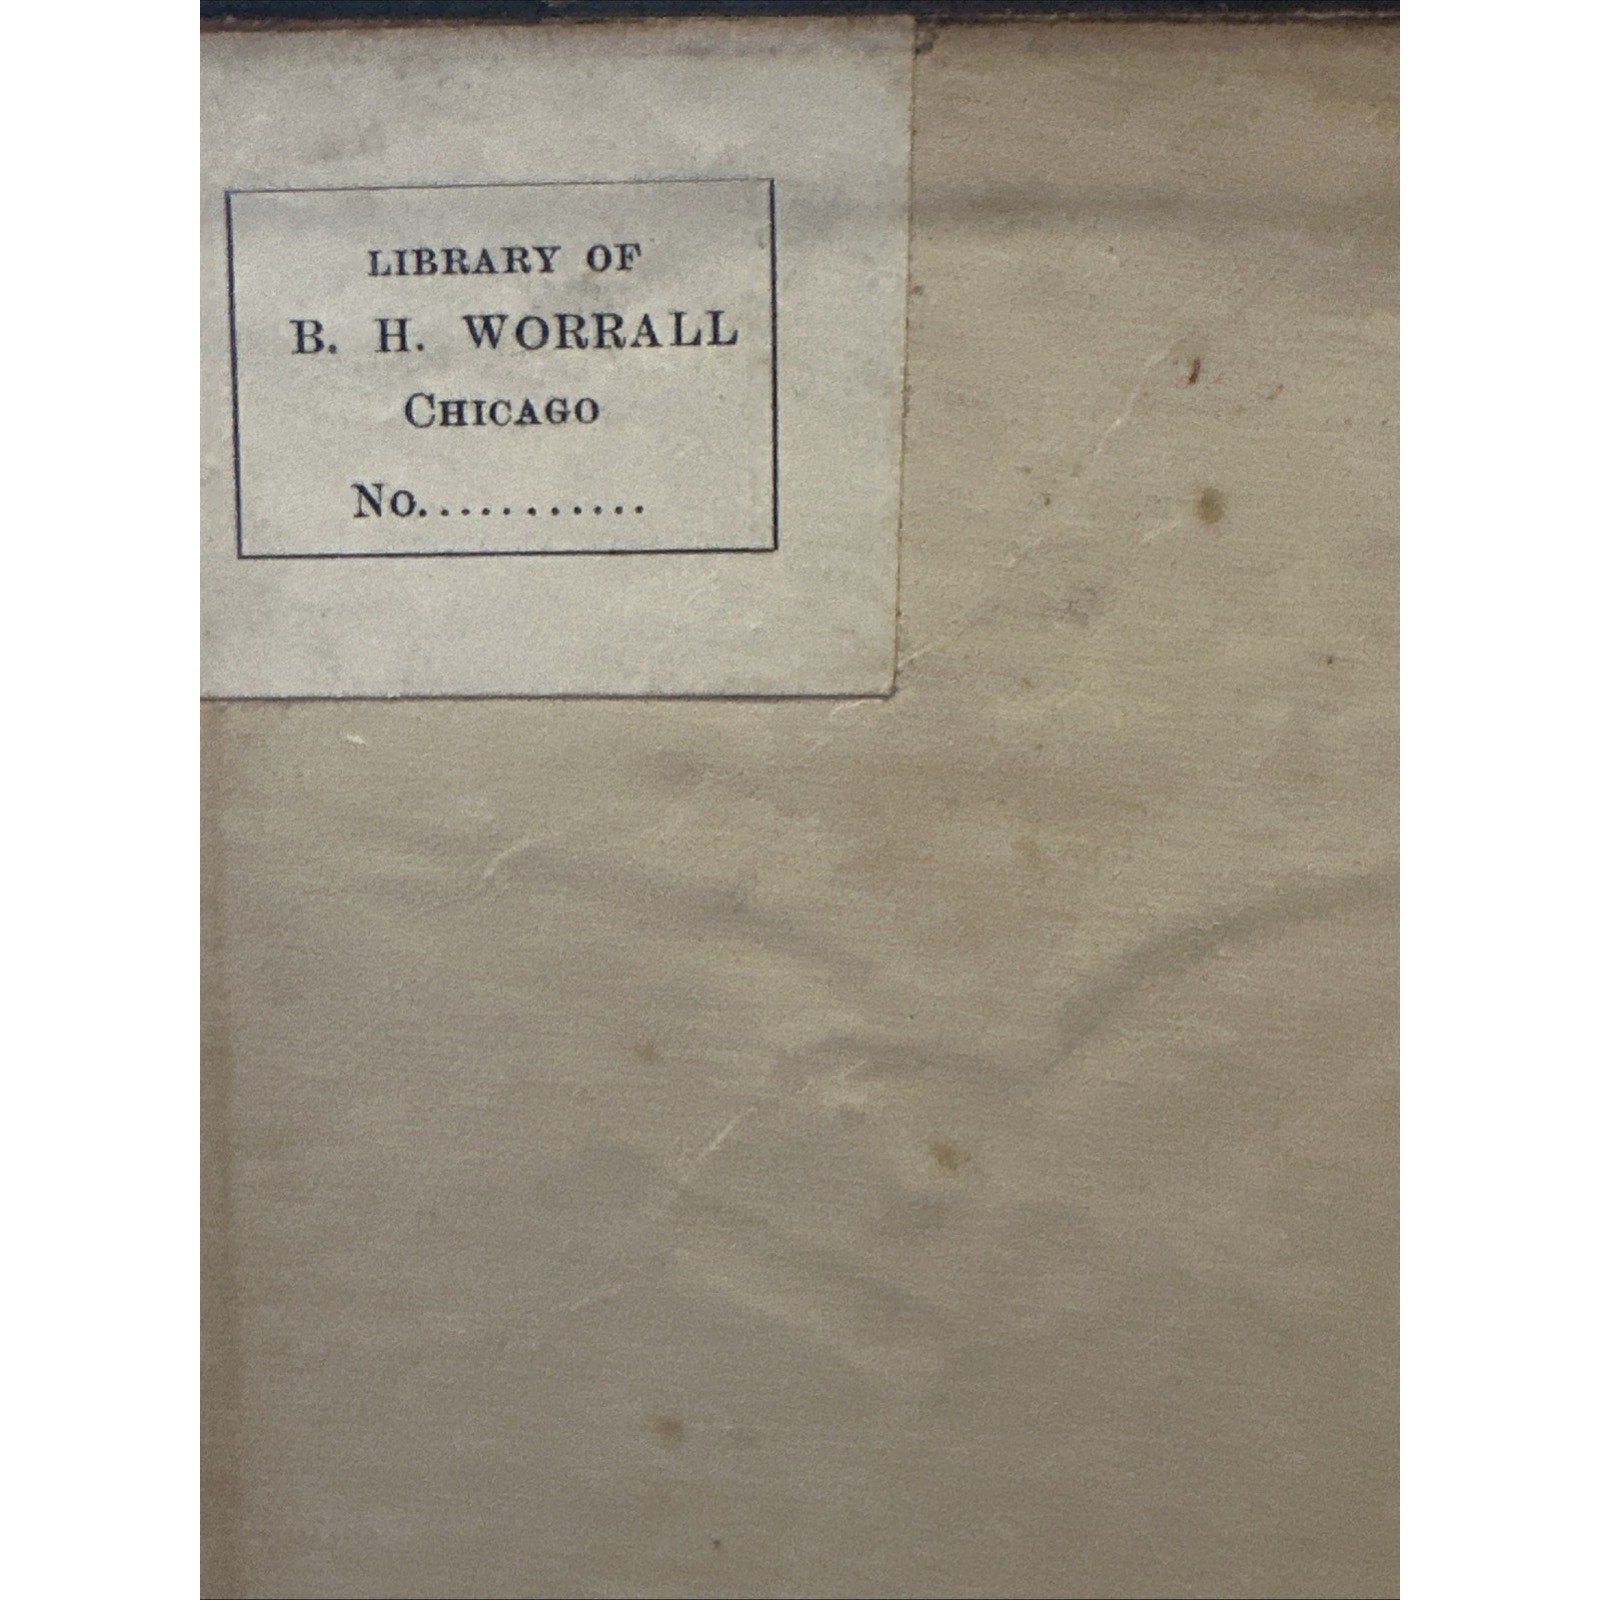 LIBRARY OF
B. H. WORRALL
CHICAGO
No............